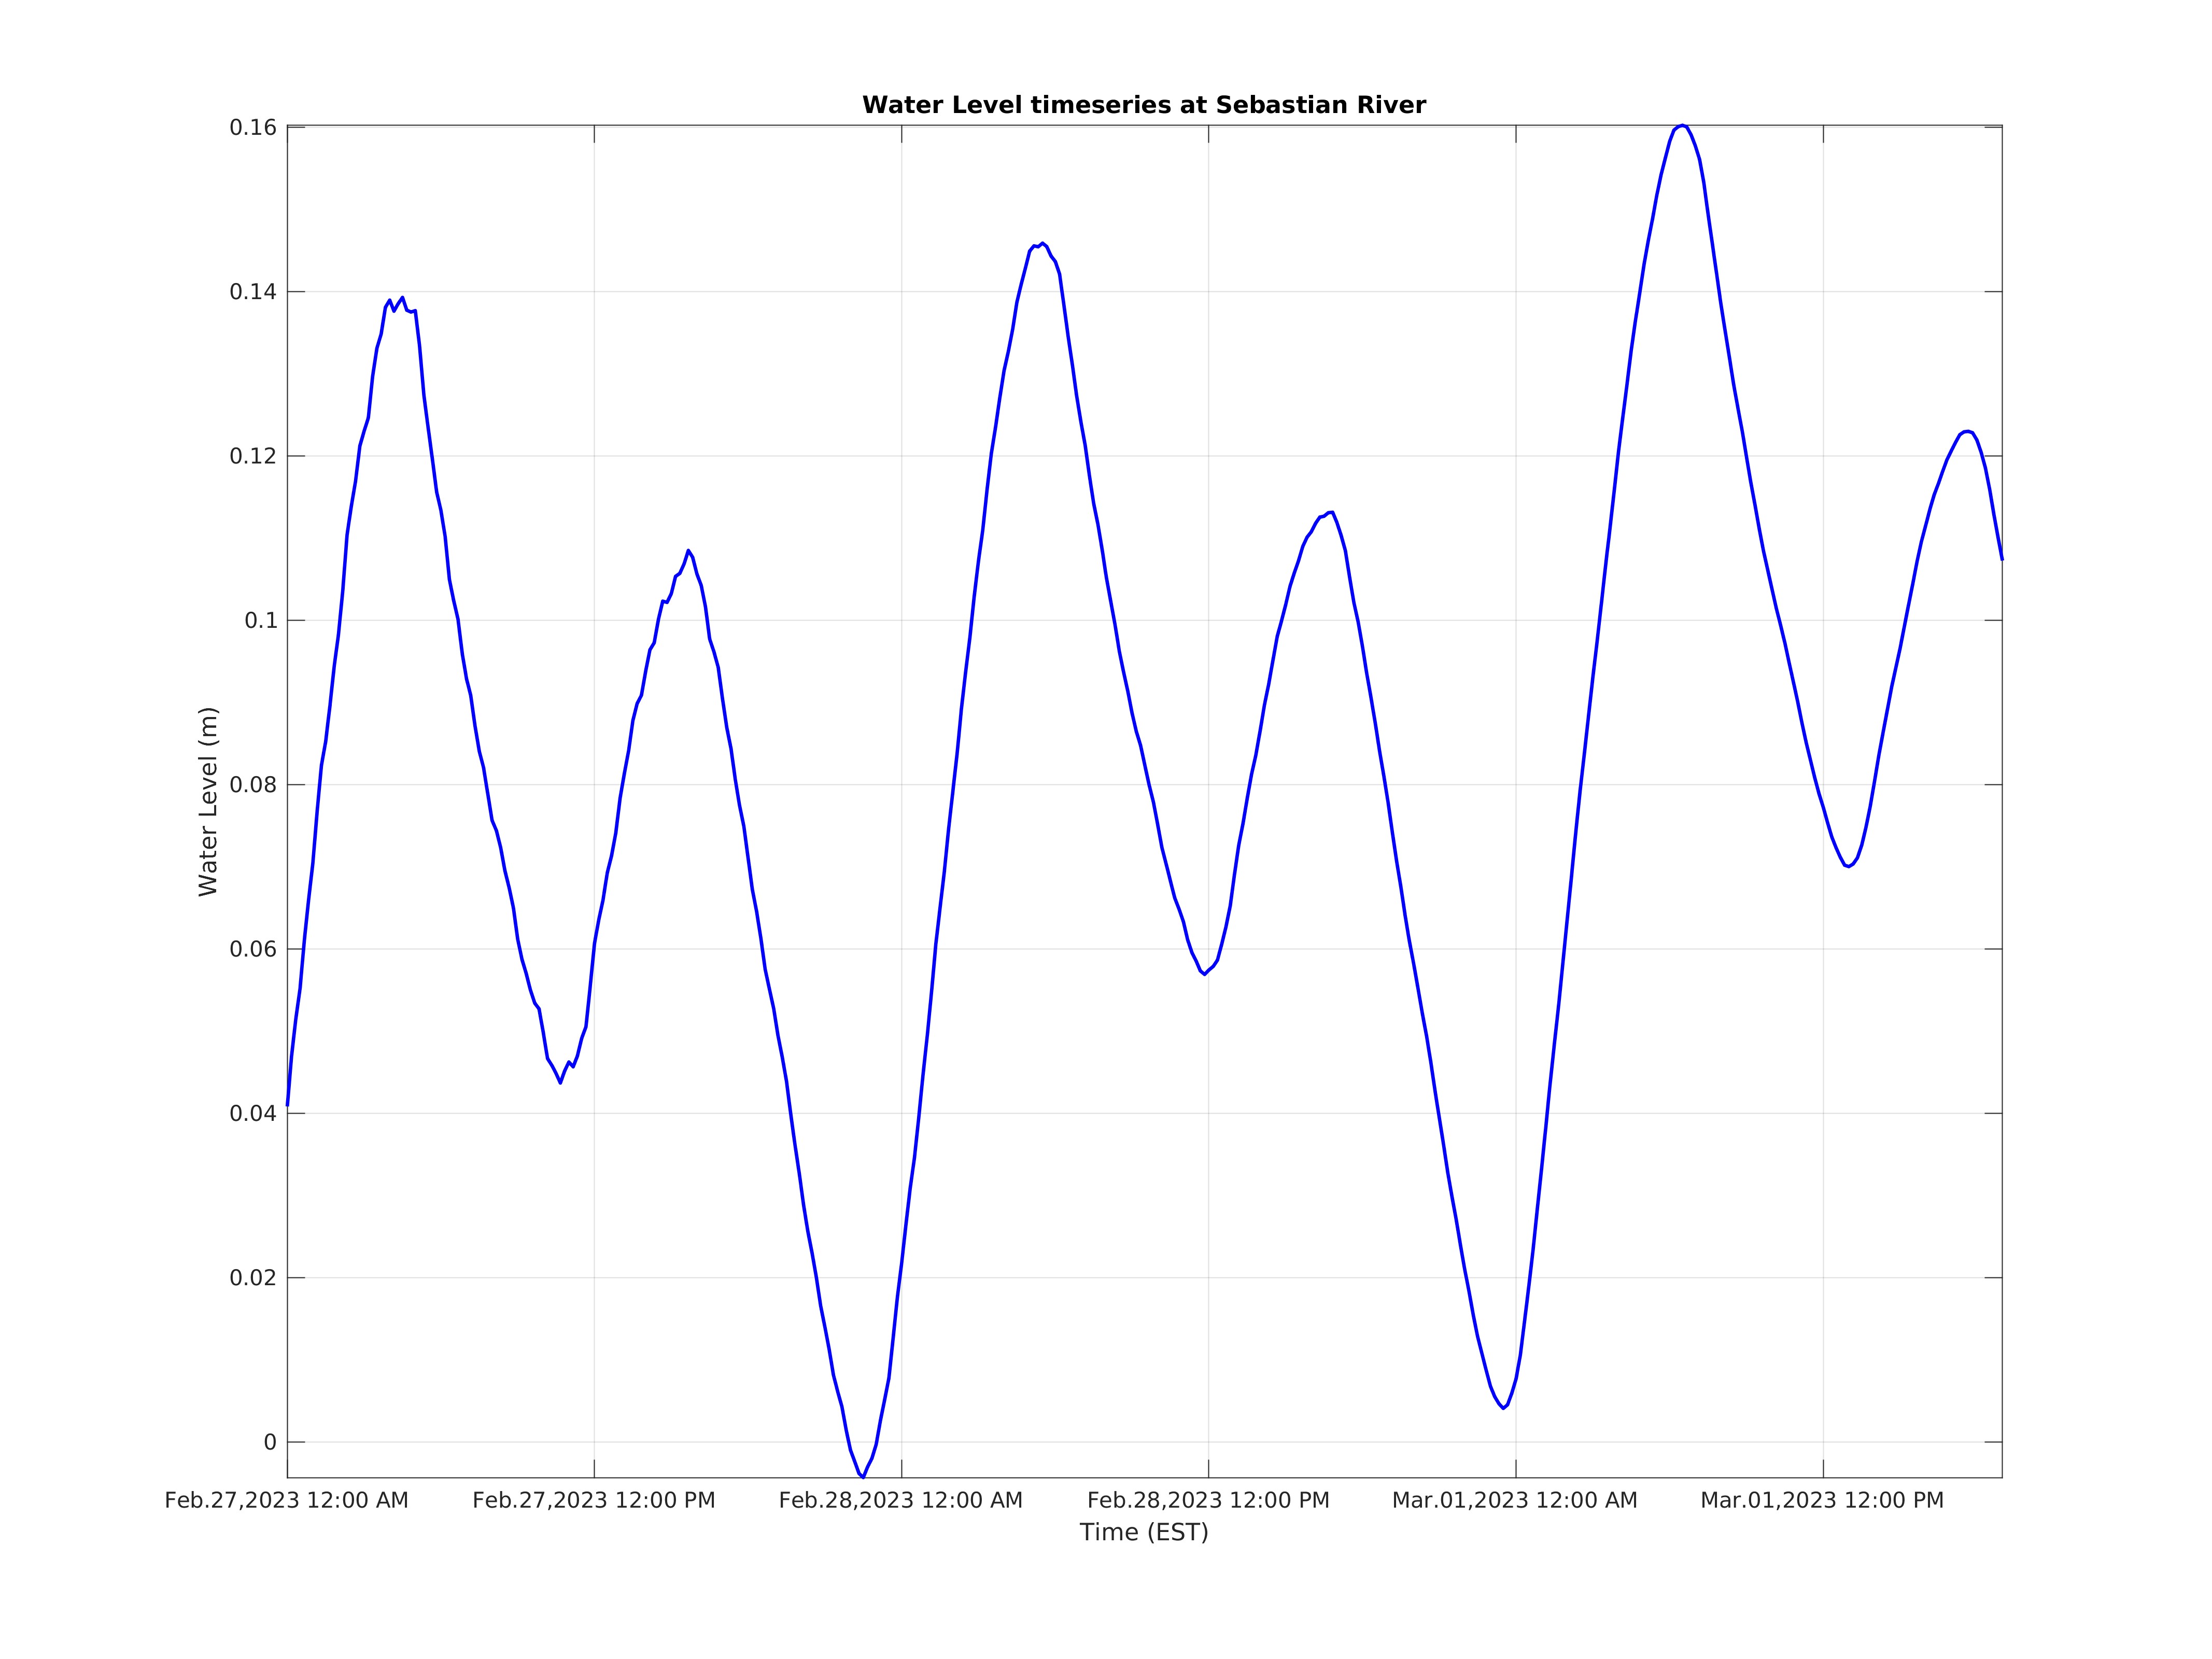 Water Level timeseries at Sebastian River
0.16
0.14
0.12
0.1
0.08
0.06
0.04
0.02
0
Water Level (m)
Feb.27,2023 12:00 AM
Feb.27,2023 12:00 PM
Feb.28,2023 12:00 AM
Feb.28,2023 12:00 PM
Mar.01,2023 12:00 AM
Mar.01,2023 12:00 PM
Time (EST)